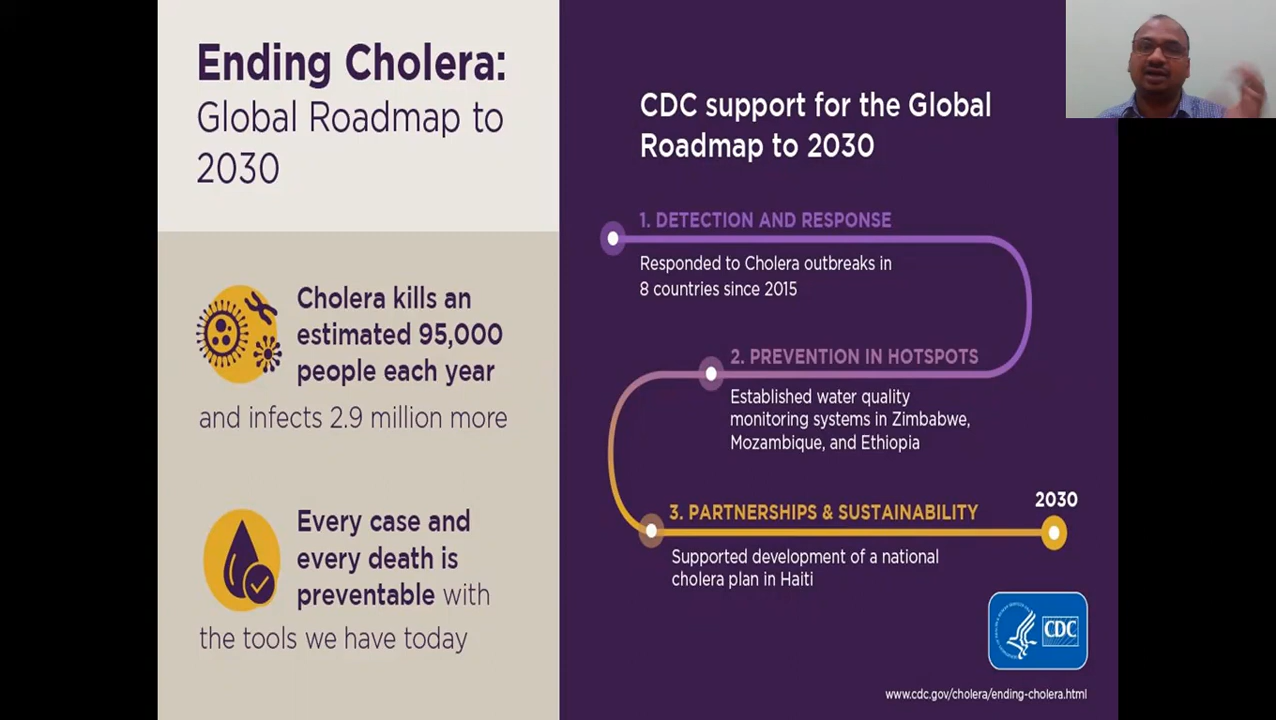 Ending Cholera:
Global Roadmap to
2030
Cholera kills an
estimated 95,000
people each year
and infects 2.9 million more
Every case and
every death is
preventable with
the tools we have today
CDC support for the Global
Roadmap to 2030
1. DETECTION AND RESPONSE
Responded to Cholera outbreaks in
8 countries since 2015
2. PREVENTION IN HOTSPOTS
Established water quality
monitoring systems in Zimbabwe,
Mozambique, and Ethiopia
3. PARTNERSHIPS & SUSTAINABILITY
2030
Supported development of a national
cholera plan in Haiti
CDC
www.cdc.gov/cholera/ending-cholera.html